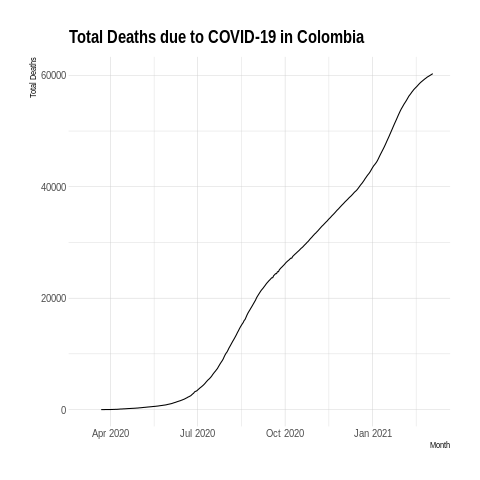 Total Deaths due to COVID-19 in Colombia
Total Deaths
60000
40000
20000
0
Apr 2020 Jul 2020 Oct 2020 Jan 2021
Month